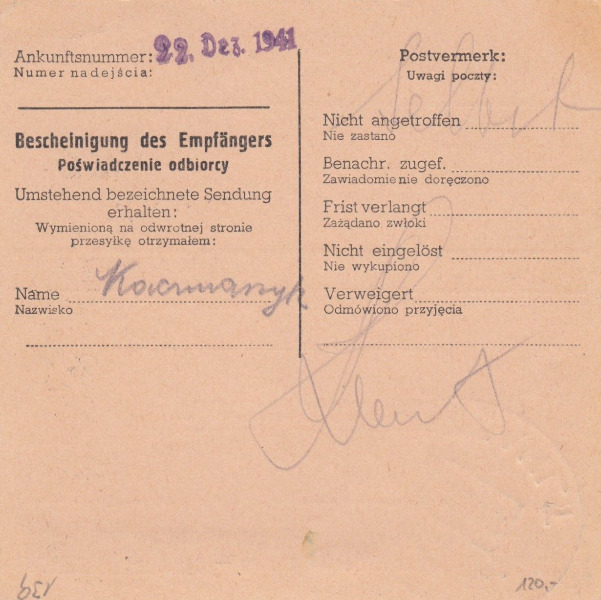 Ankunftsnummer: 22. Dez. 1941
Numer nadejścia:
Bescheinigung des Empfängers
Poświadczenie odbiorcy
Umstehend bezeichnete Sendung
erhalten:
Wymienioną na odwrotnej stronie
przesyłkę otrzymałem:
Name
Nazwisko
Postvermerk:
Uwagi poczty:
Selbst
Nicht angetroffen
Nie zastano
Benachr. zugef.
Zawiadomienie doręczono
Frist verlangt
Zażądano zwłoki
Nicht eingelöst
Nie wykupiono
Verweigert
Odmówiono przyjęcia
120,-